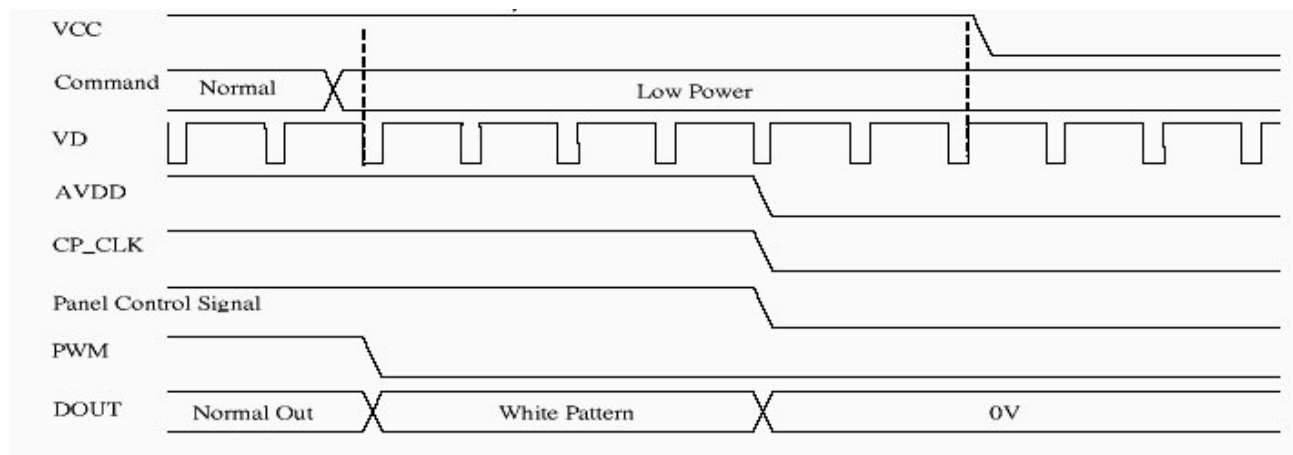 VCC
Command Normal Low Power
VD
AVDD
CP_CLK
Panel Control Signal
PWM
DOUT Normal Out White Pattern 0V